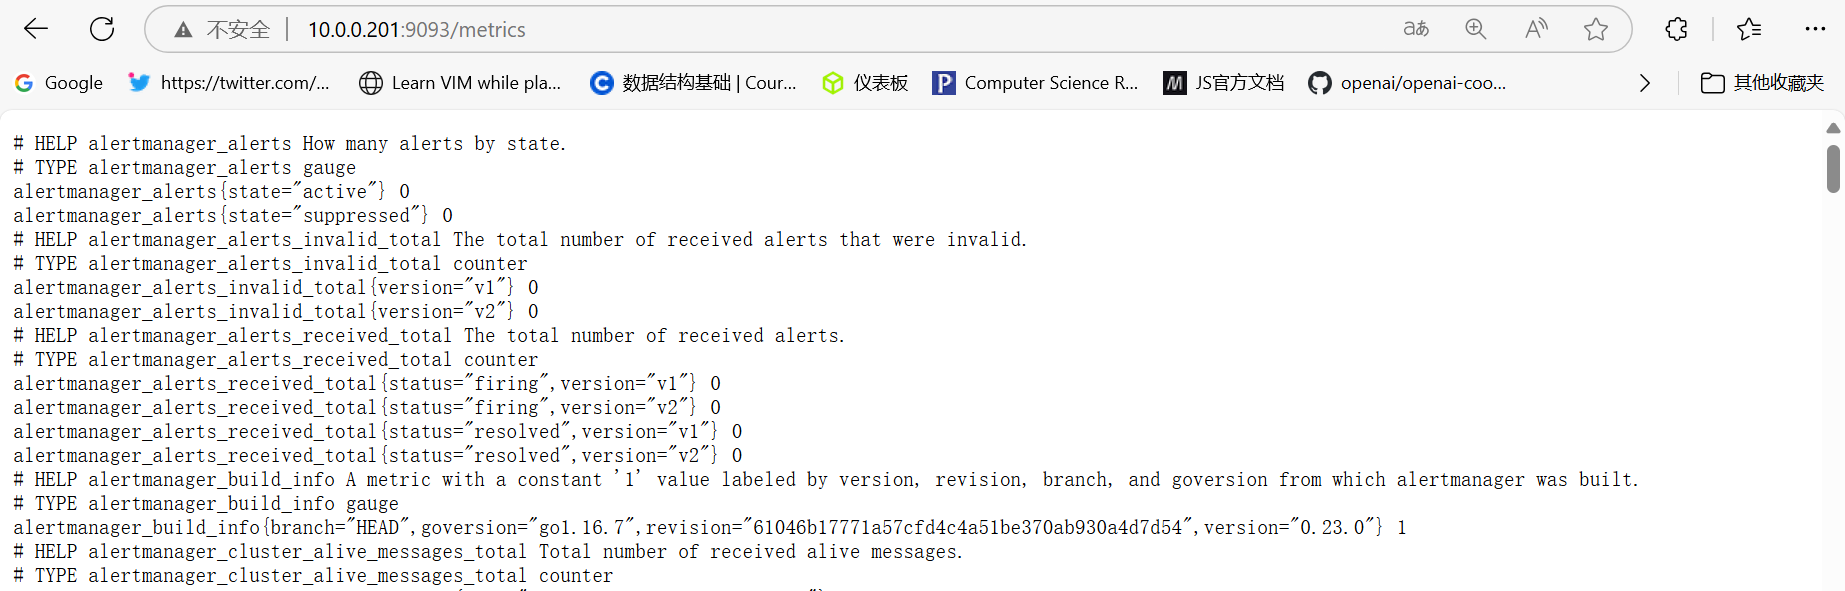 不安全 | 10.0.0.201:9093/metrics
Google https://twitter.com/... Learn VIM while pla... 数据结构基础 | Cour... 仪表板 Computer Science R... JS官方文档 openai/openai-coo... 其他收藏夹
# HELP alertmanager_alerts How many alerts by state.
# TYPE alertmanager_alerts gauge
alertmanager_alerts{state="active"} 0
alertmanager_alerts{state="suppressed"} 0
# HELP alertmanager_alerts_invalid_total The total number of received alerts that were invalid.
# TYPE alertmanager_alerts_invalid_total counter
alertmanager_alerts_invalid_total{version="v1"} 0
alertmanager_alerts_invalid_total{version="v2"} 0
# HELP alertmanager_alerts_received_total The total number of received alerts.
# TYPE alertmanager_alerts_received_total counter
alertmanager_alerts_received_total{status="firing",version="v1"} 0
alertmanager_alerts_received_total{status="firing",version="v2"} 0
alertmanager_alerts_received_total{status="resolved",version="v1"} 0
alertmanager_alerts_received_total{status="resolved",version="v2"} 0
# HELP alertmanager_build_info A metric with a constant '1' value labeled by version, revision, branch, and goversion from which alertmanager was built.
# TYPE alertmanager_build_info gauge
alertmanager_build_info{branch="HEAD",goversion="go1.16.7",revision="61046b17771a57cfd4c4a51be370ab930a4d7d54",version="0.23.0"} 1
# HELP alertmanager_cluster_alive_messages_total Total number of received alive messages.
# TYPE alertmanager_cluster_alive_messages_total counter